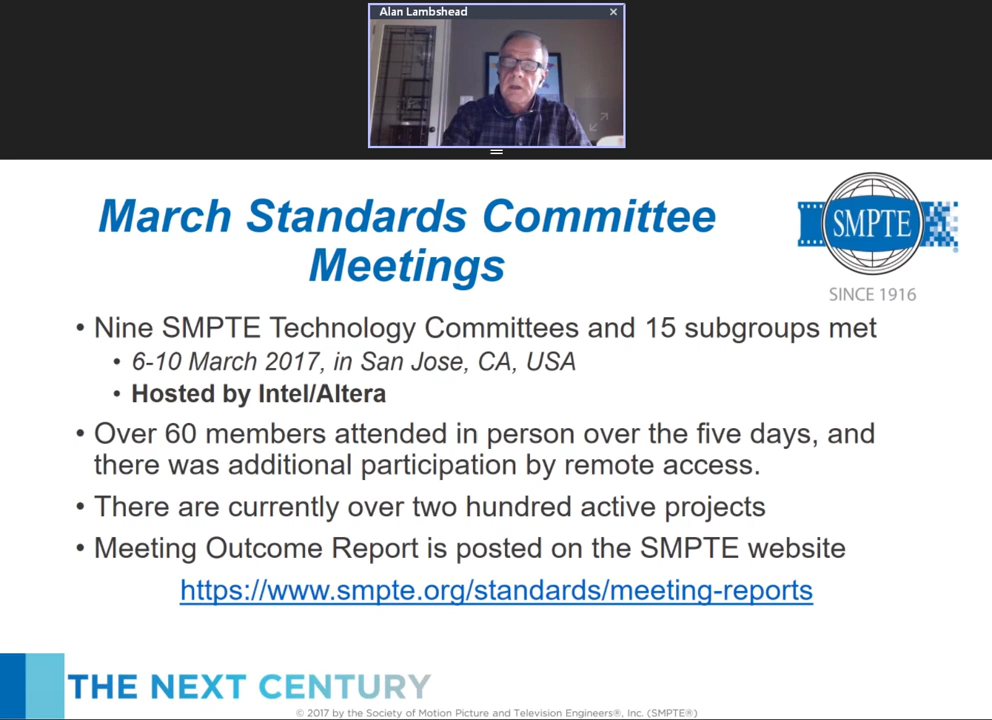 Alan Lambshead
March Standards Committee
Meetings
SMPTE
SINCE 1916
• Nine SMPTE Technology Committees and 15 subgroups met
• 6-10 March 2017, in San Jose, CA, USA
• Hosted by Intel/Altera
• Over 60 members attended in person over the five days, and
there was additional participation by remote access.
• There are currently over two hundred active projects
• Meeting Outcome Report is posted on the SMPTE website
https://www.smpte.org/standards/meeting-reports
THE NEXT CENTURY
© 2017 by the Society of Motion Picture and Television Engineers®, Inc. (SMPTE®)